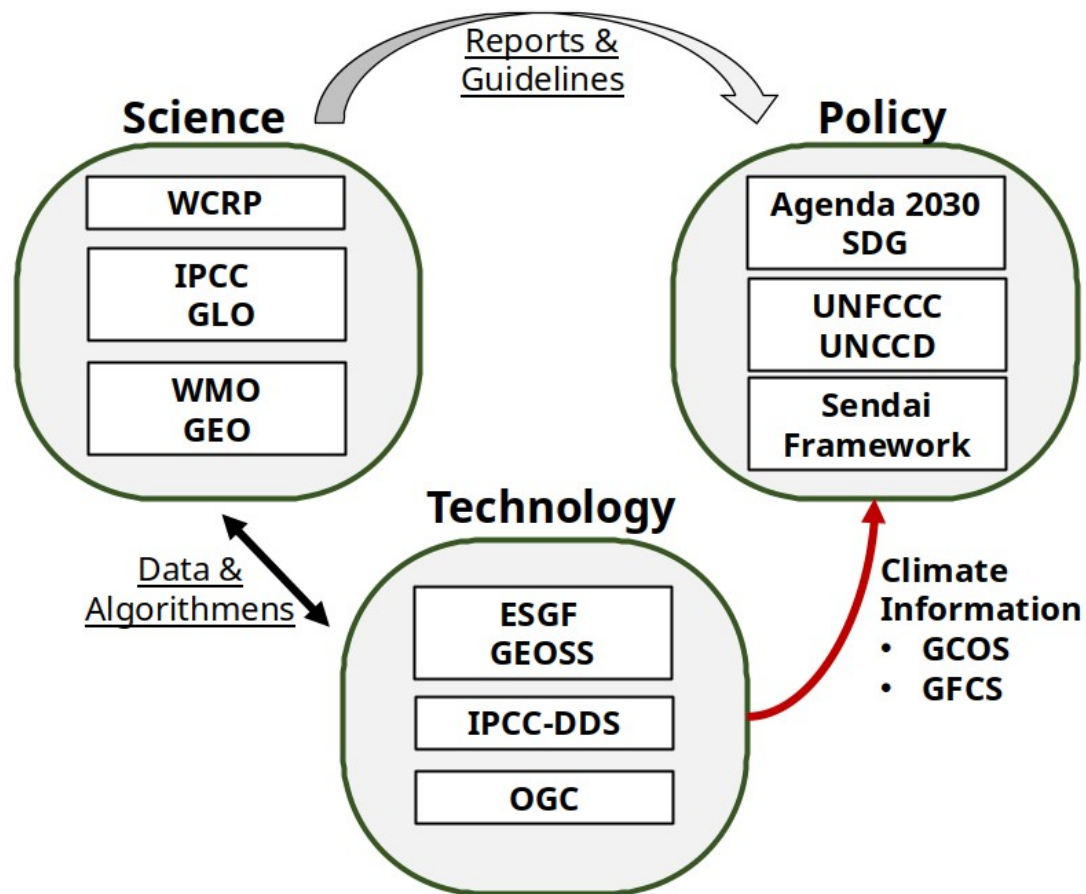 Reports &
Guidelines
Science
Policy
WCRP
IPCC
GLO
WMO
GEO
Agenda 2030
SDG
UNFCCC
UNCCD
Sendai
Framework
Data &
Algorithmens
Technology
ESGF
GEOSS
IPCC-DDS
OGC
Climate
Information
• GCOS
• GFCS